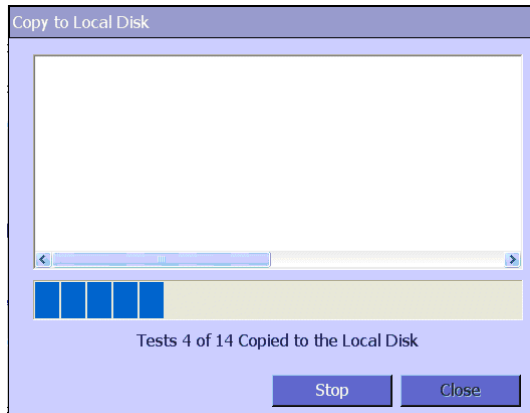 Copy to Local Disk
Tests 4 of 14 Copied to the Local Disk
Stop
Close